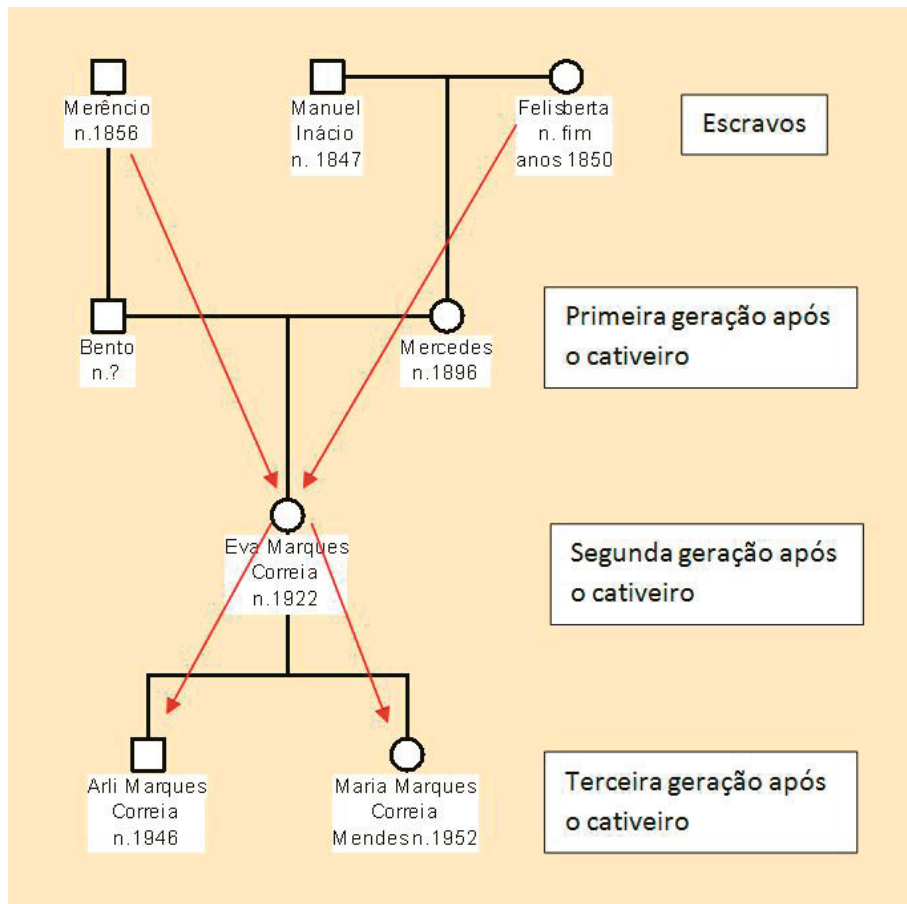 Merêncio
n.1856
Manuel
Inácio
n. 1847
Felisberta
n. fim
anos 1850
Escravos
Bento
n.?
Mercedes
n.1896
Primeira geração após
o cativeiro
Eva Marques
Correia
n.1922
Segunda geração após
o cativeiro
Arli Marques
Correia
n.1946
Maria Marques
Correia
Mendes n.1952
Terceira geração após
o cativeiro